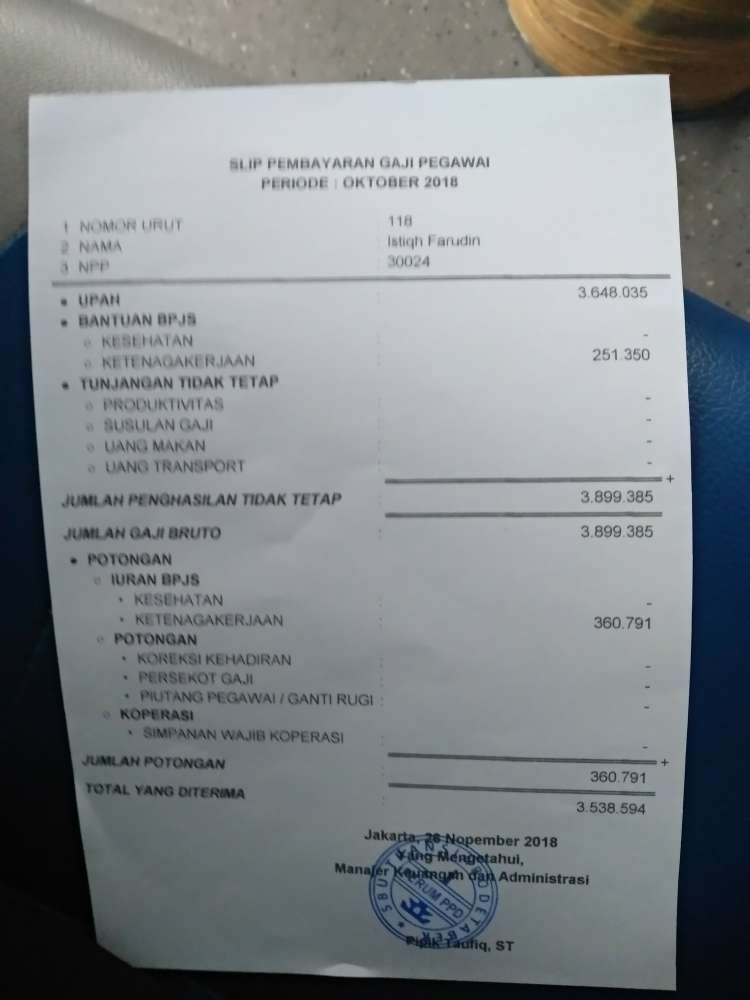 SLIP PEMBAYARAN GAJI PEGAWAI
PERIODE : OKTOBER 2018
1 NOMOR URUT : 118
2 NAMA : Istiqh Farudin
3 NPP : 30024
• UPAH : 3.648.035
• BANTUAN BPJS
○ KESEHATAN : -
○ KETENAGAKERJAAN : 251.350
• TUNJANGAN TIDAK TETAP
○ PRODUKTIVITAS : -
○ SUSULAN GAJI : -
○ UANG MAKAN : -
○ UANG TRANSPORT : -
+
JUMLAH PENGHASILAN TIDAK TETAP : 3.899.385
JUMLAH GAJI BRUTO : 3.899.385
• POTONGAN
○ IURAN BPJS
• KESEHATAN : -
• KETENAGAKERJAAN : 360.791
○ POTONGAN
• KOREKSI KEHADIRAN : -
• PERSEKOT GAJI : -
• PIUTANG PEGAWAI / GANTI RUGI : -
○ KOPERASI
• SIMPANAN WAJIB KOPERASI : -
+
JUMLAH POTONGAN : 360.791
TOTAL YANG DITERIMA : 3.538.594
Jakarta, 26 Nopember 2018
Yang Mengetahui,
Manajer Keuangan dan Administrasi
PERUM PPD
Pipik Taufiq, ST